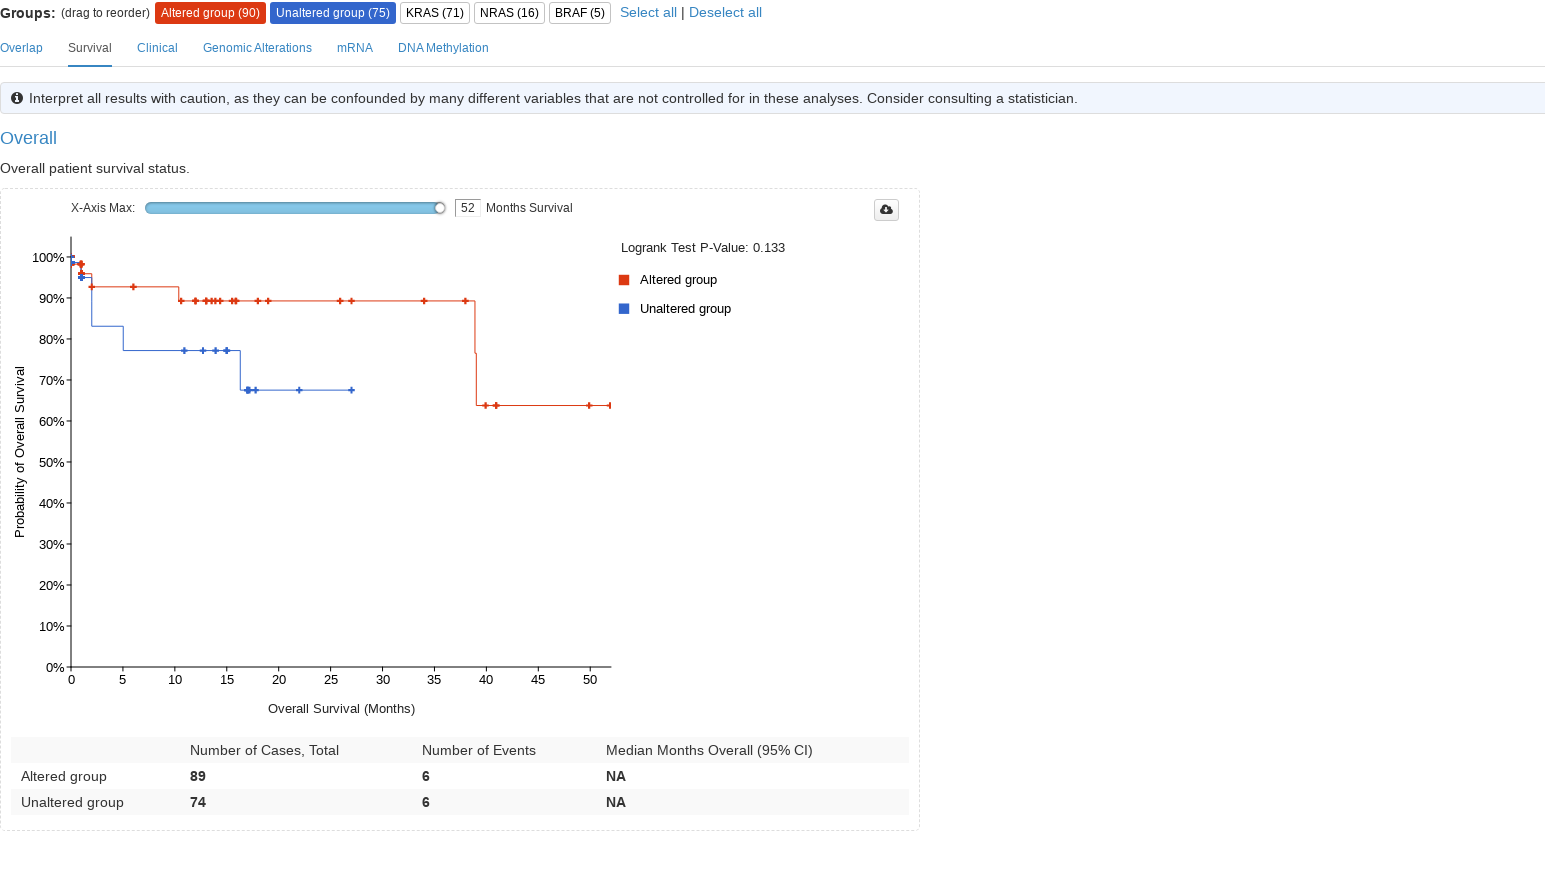 Groups: (drag to reorder) Altered group (90) Unaltered group (75) KRAS (71) NRAS (16) BRAF (5) Select all | Deselect all
Overlap Survival Clinical Genomic Alterations mRNA DNA Methylation
Interpret all results with caution, as they can be confounded by many different variables that are not controlled for in these analyses. Consider consulting a statistician.
Overall
Overall patient survival status.
X-Axis Max: 52 Months Survival
Logrank Test P-Value: 0.133
Altered group
Unaltered group
100%
90%
80%
70%
60%
50%
40%
30%
20%
10%
0%
Probability of Overall Survival
0 5 10 15 20 25 30 35 40 45 50
Overall Survival (Months)
Number of Cases, Total Number of Events Median Months Overall (95% CI)
Altered group 89 6 NA
Unaltered group 74 6 NA